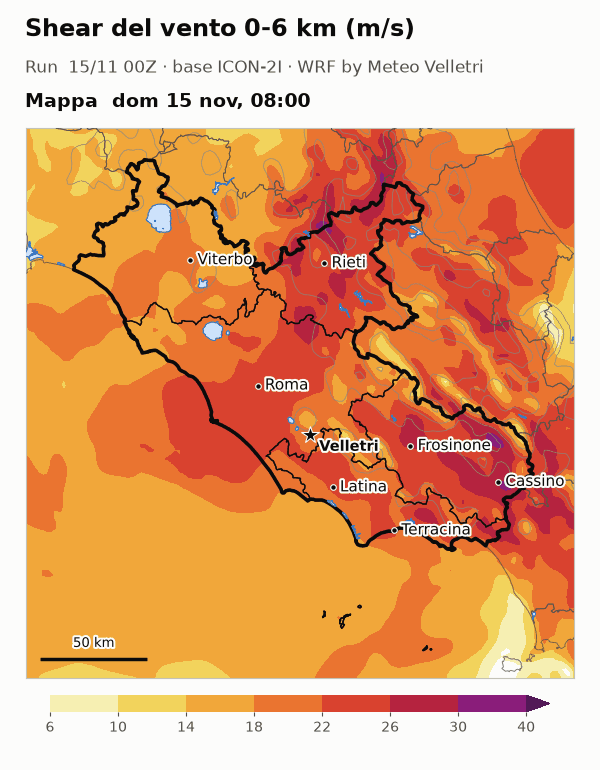 Shear del vento 0-6 km (m/s)
Run 15/11 00Z · base ICON-2I · WRF by Meteo Velletri
Mappa dom 15 nov, 08:00
Viterbo
Rieti
Roma
Velletri
Frosinone
Cassino
Latina
Terracina
50 km
6 10 14 18 22 26 30 40